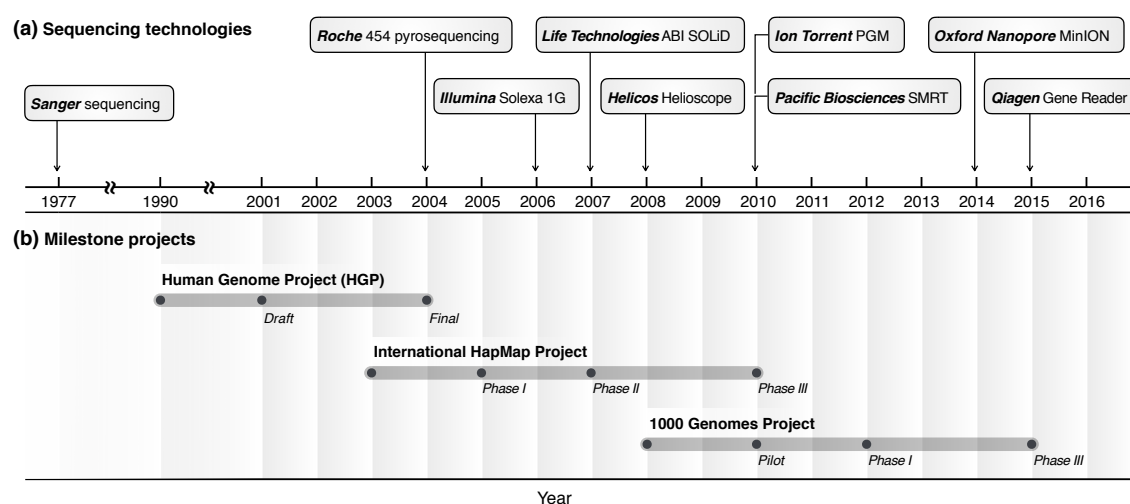 (a) Sequencing technologies
Roche 454 pyrosequencing
Life Technologies ABI SOLiD
Ion Torrent PGM
Oxford Nanopore MinION
Sanger sequencing
Illumina Solexa 1G
Helicos Helioscope
Pacific Biosciences SMRT
Qiagen Gene Reader
1977 1990 2001 2002 2003 2004 2005 2006 2007 2008 2009 2010 2011 2012 2013 2014 2015 2016
(b) Milestone projects
Human Genome Project (HGP)
Draft Final
International HapMap Project
Phase I Phase II Phase III
1000 Genomes Project
Pilot Phase I Phase III
Year